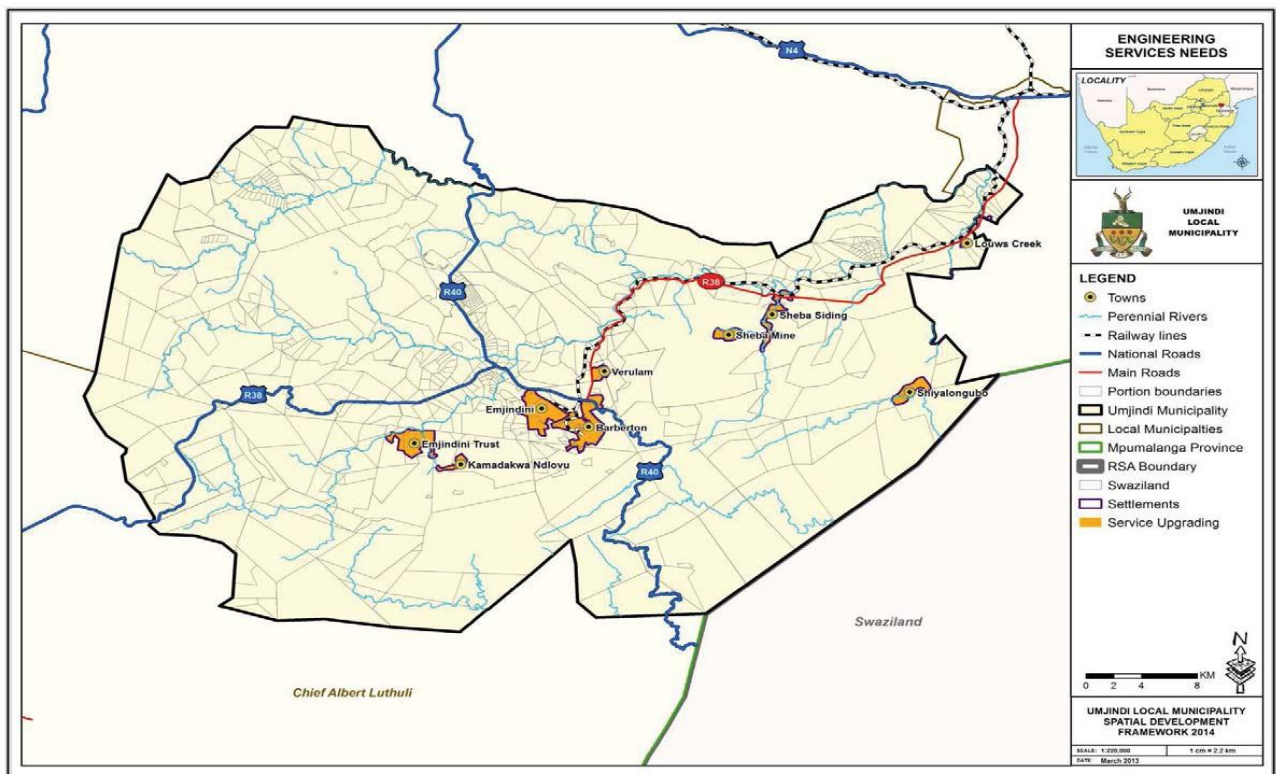 N4
R40
R38
Louws Creek
Sheba Siding
Sheba Mine
Verulam
R38
Shiyalongubo
Emjindini
Barberton
Emjindini Trust
Kamadakwa Ndlovu
R40
Swaziland
Chief Albert Luthuli
ENGINEERING
SERVICES NEEDS
LOCALITY
UMJINDI
LOCAL
MUNICIPALITY
LEGEND
Towns
Perennial Rivers
Railway lines
National Roads
Main Roads
Portion boundaries
Umjindi Municipality
Local Municipalties
Mpumalanga Province
RSA Boundary
Swaziland
Settlements
Service Upgrading
N
KM
0 2 4 8
UMJINDI LOCAL MUNICIPALITY
SPATIAL DEVELOPMENT
FRAMEWORK 2014
SCALE: 1:220,000 1 cm = 2.2 km
DATE: March 2013